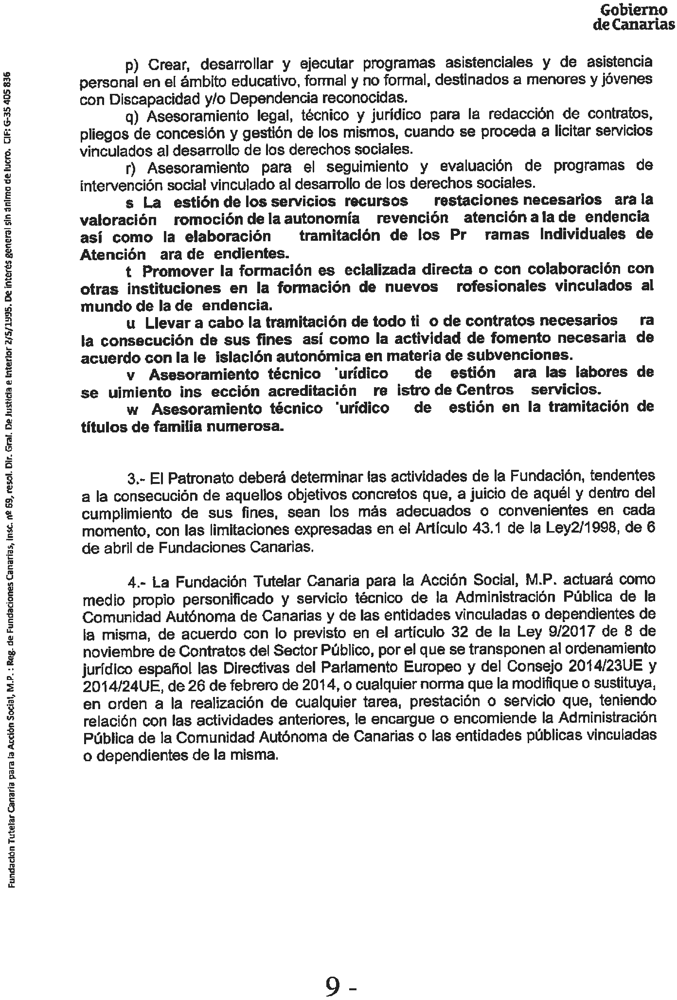 Gobierno
de Canarias
p) Crear, desarrollar y ejecutar programas asistenciales y de asistencia
personal en el ámbito educativo, formal y no formal, destinados a menores y jóvenes
con Discapacidad y/o Dependencia reconocidas.
q) Asesoramiento legal, técnico y jurídico para la redacción de contratos,
pliegos de concesión y gestión de los mismos, cuando se proceda a licitar servicios
vinculados al desarrollo de los derechos sociales.
r) Asesoramiento para el seguimiento y evaluación de programas de
intervención social vinculado al desarrollo de los derechos sociales.
s La estión de los servicios recursos restaciones necesarios ara la
valoración romoción de la autonomía revención atención a la de endencia
así como la elaboración tramitación de los Pr ramas Individuales de
Atención ara de endientes.
t Promover la formación es ecializada directa o con colaboración con
otras instituciones en la formación de nuevos rofesionales vinculados al
mundo de la de endencia.
u Llevar a cabo la tramitación de todo ti o de contratos necesarios ra
la consecución de sus fines así como la actividad de fomento necesaria de
acuerdo con la le islación autonómica en materia de subvenciones.
v Asesoramiento técnico 'urídico de estión ara las labores de
se uimiento ins ección acreditación re istro de Centros servicios.
w Asesoramiento técnico 'urídico de estión en la tramitación de
títulos de familia numerosa.
3.- El Patronato deberá determinar las actividades de la Fundación, tendentes
a la consecución de aquellos objetivos concretos que, a juicio de aquél y dentro del
cumplimiento de sus fines, sean los más adecuados o convenientes en cada
momento, con las limitaciones expresadas en el Artículo 43.1 de la Ley2/1998, de 6
de abril de Fundaciones Canarias.
4.- La Fundación Tutelar Canaria para la Acción Social, M.P. actuará como
medio propio personificado y servicio técnico de la Administración Pública de la
Comunidad Autónoma de Canarias y de las entidades vinculadas o dependientes de
la misma, de acuerdo con lo previsto en el artículo 32 de la Ley 9/2017 de 8 de
noviembre de Contratos del Sector Público, por el que se transponen al ordenamiento
jurídico español las Directivas del Parlamento Europeo y del Consejo 2014/23UE y
2014/24UE, de 26 de febrero de 2014, o cualquier norma que la modifique o sustituya,
en orden a la realización de cualquier tarea, prestación o servicio que, teniendo
relación con las actividades anteriores, le encargue o encomiende la Administración
Pública de la Comunidad Autónoma de Canarias o las entidades públicas vinculadas
o dependientes de la misma.
Fundación Tutelar Canaria para la Acción Social, M.P. : Reg. de Fundaciones Canarias, insc. nº 69, resol. Dir. Gral. De Justicia e Interior 2/5/1995. De interés general sin animo de lucro. CIF: G-35 405 836
9 -